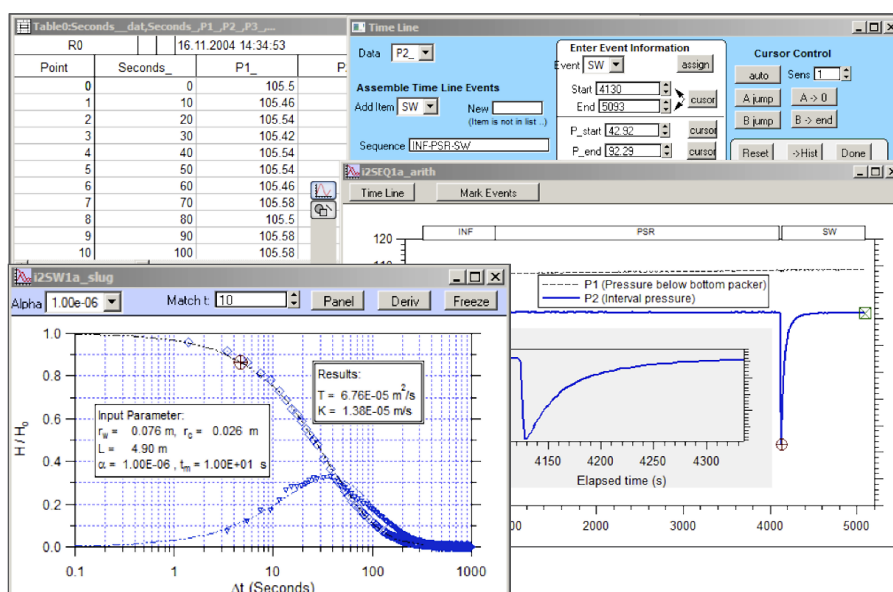 Table0:Seconds__dat,Seconds_,P1_,P2_,P3_,...
R0 16.11.2004 14:34:53
Point Seconds_ P1_ P
0 0 105.5
1 10 105.46
2 20 105.54
3 30 105.42
4 40 105.54
5 50 105.54
6 60 105.46
7 70 105.58
8 80 105.5
9 90 105.58
10 100 105.58
Time Line
Data P2_
Assemble Time Line Events
Add Item SW New
(Item is not in list ..)
Sequence INF-PSR-SW
Enter Event Information
Event SW assign
Start 4130
End 5093
cusor
P_start 42.92 cursor
P_end 92.29 cursor
Cursor Control
auto Sens 1
A jump A -> 0
B jump B -> end
Reset ->Hist Done
i2SEQ1a_arith
Time Line Mark Events
INF PSR SW
120
P1 (Pressure below bottom packer)
P2 (Interval pressure)
4150 4200 4250 4300
Elapsed time (s)
2000 3000 4000 5000
i2SW1a_slug
Alpha 1.00e-06 Match t: 10 Panel Deriv Freeze
1.0
0.8
0.6
0.4
0.2
0.0
H / H0
Results:
T = 6.76E-05 m²/s
K = 1.38E-05 m/s
Input Parameter:
rw = 0.076 m, rc = 0.026 m
L = 4.90 m
α = 1.00E-06 , tm = 1.00E+01 s
0.1 1 10 100 1000
Δt (Seconds)